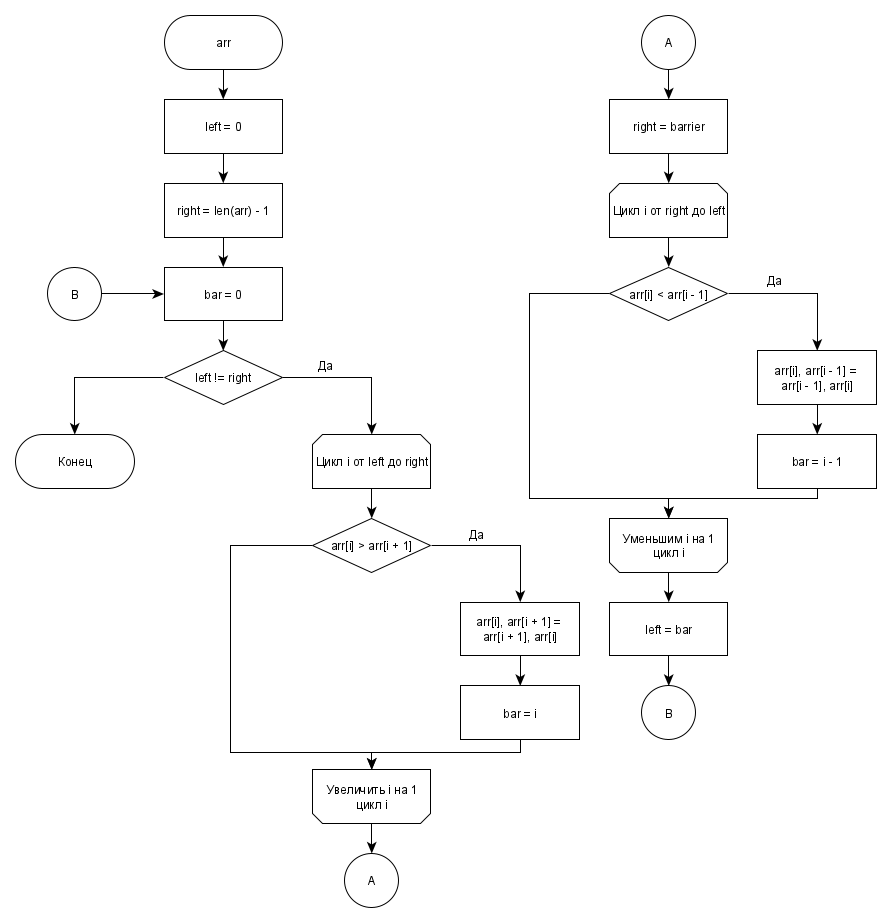 arr
left = 0
right = len(arr) - 1
B
bar = 0
left != right
Да
Конец
Цикл i от left до right
arr[i] > arr[i + 1]
Да
arr[i], arr[i + 1] =
arr[i + 1], arr[i]
bar = i
Увеличить i на 1
цикл i
A
A
right = barrier
Цикл i от right до left
arr[i] < arr[i - 1]
Да
arr[i], arr[i - 1] =
arr[i - 1], arr[i]
bar = i - 1
Уменьшим i на 1
цикл i
left = bar
B